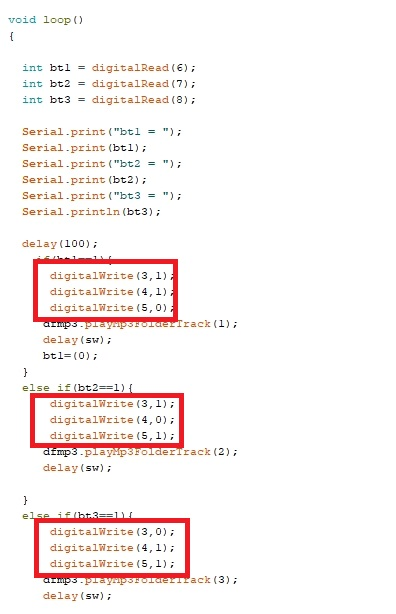 void loop()
{
int bt1 = digitalRead(6);
int bt2 = digitalRead(7);
int bt3 = digitalRead(8);
Serial.print("bt1 = ");
Serial.print(bt1);
Serial.print("bt2 = ");
Serial.print(bt2);
Serial.print("bt3 = ");
Serial.println(bt3);
delay(100);
if(bt1==1){
digitalWrite(3,1);
digitalWrite(4,1);
digitalWrite(5,0);
dfmp3.playMp3FolderTrack(1);
delay(sw);
bt1=(0);
}
else if(bt2==1){
digitalWrite(3,1);
digitalWrite(4,0);
digitalWrite(5,1);
dfmp3.playMp3FolderTrack(2);
delay(sw);
}
else if(bt3==1){
digitalWrite(3,0);
digitalWrite(4,1);
digitalWrite(5,1);
dfmp3.playMp3FolderTrack(3);
delay(sw);